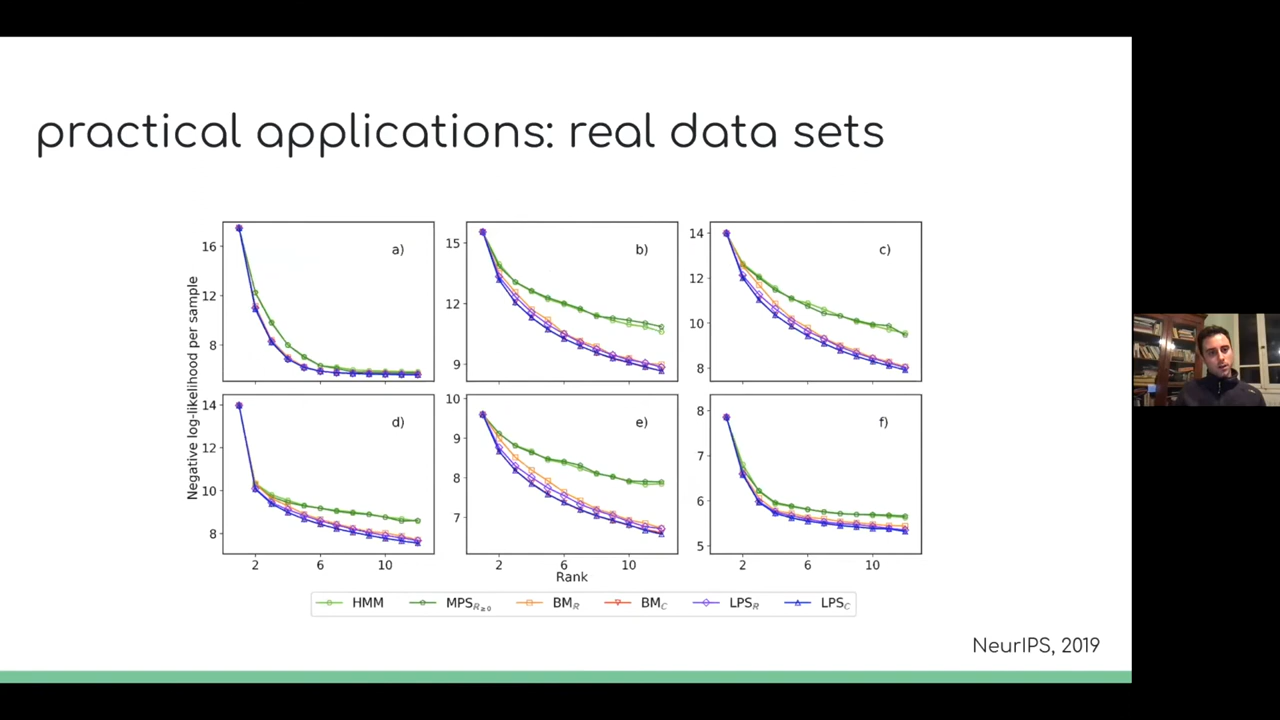 practical applications: real data sets
Negative log-likelihood per sample
16
12
8
a)
15
12
9
b)
14
12
10
8
c)
14
12
10
8
d)
2
6
10
10
9
8
7
e)
2
6
10
Rank
8
7
6
5
f)
2
6
10
HMM MPS_R≥0 BM_R BM_C LPS_R LPS_C
NeurIPS, 2019